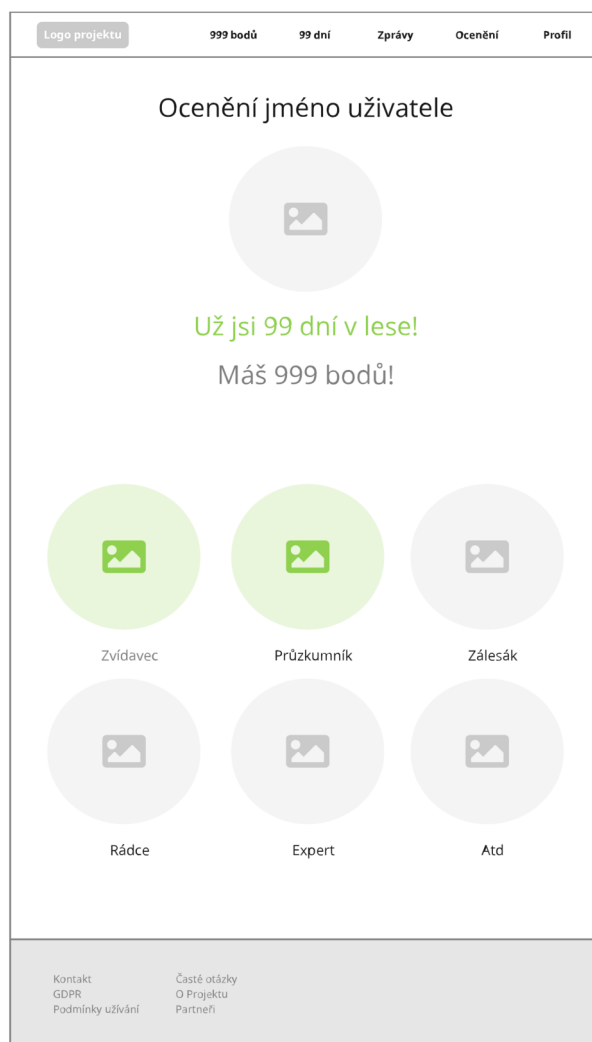 Logo projektu 999 bodů 99 dní Zprávy Ocenění Profil
Ocenění jméno uživatele
Už jsi 99 dní v lese!
Máš 999 bodů!
Zvídavec Průzkumník Zálesák
Rádce Expert Atd
Kontakt Časté otázky
GDPR O Projektu
Podmínky užívání Partneři